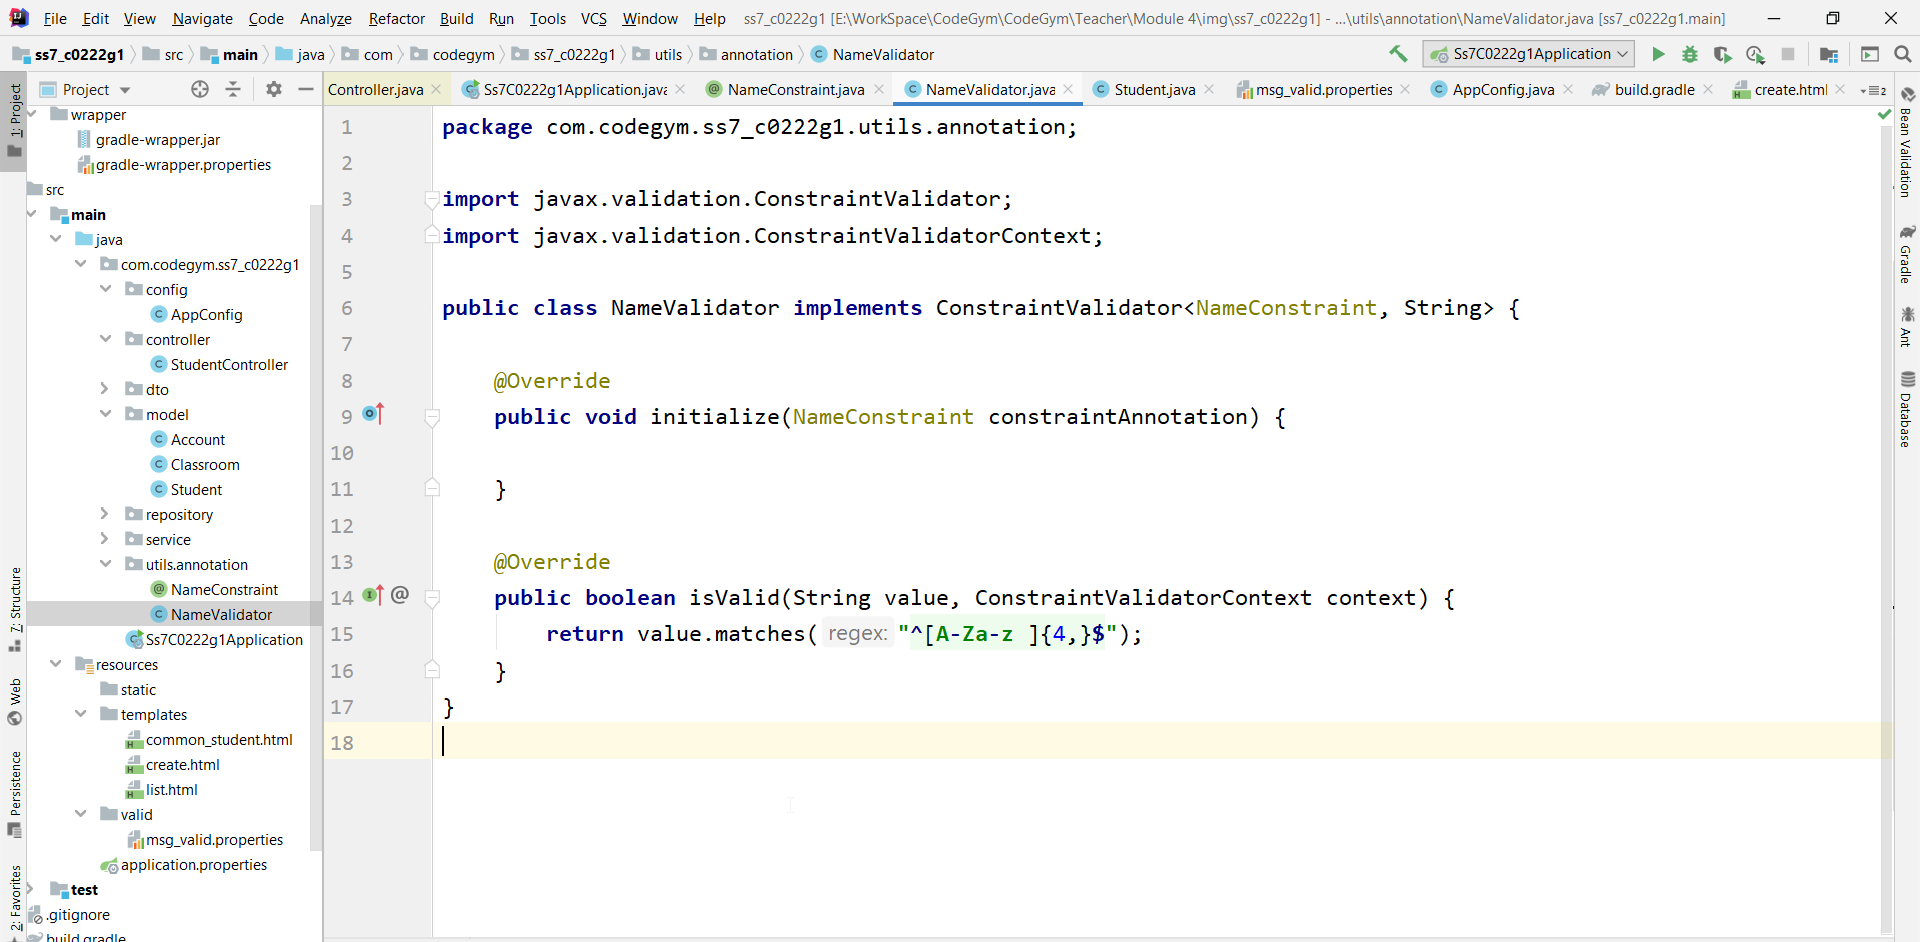 File Edit View Navigate Code Analyze Refactor Build Run Tools VCS Window Help ss7_c0222g1 [E:\WorkSpace\CodeGym\CodeGym\Teacher\Module 4\img\ss7_c0222g1] - ...\utils\annotation\NameValidator.java [ss7_c0222g1.main]
ss7_c0222g1 src main java com codegym ss7_c0222g1 utils annotation NameValidator Ss7C0222g1Application
Project Controller.java Ss7C0222g1Application.java NameConstraint.java NameValidator.java Student.java msg_valid.properties AppConfig.java build.gradle create.html 2
1: Project
7: Structure
Web
Persistence
2: Favorites
wrapper
gradle-wrapper.jar
gradle-wrapper.properties
src
main
java
com.codegym.ss7_c0222g1
config
AppConfig
controller
StudentController
dto
model
Account
Classroom
Student
repository
service
utils.annotation
NameConstraint
NameValidator
Ss7C0222g1Application
resources
static
templates
common_student.html
create.html
list.html
valid
msg_valid.properties
application.properties
test
.gitignore
build.gradle
1 package com.codegym.ss7_c0222g1.utils.annotation;
2
3 import javax.validation.ConstraintValidator;
4 import javax.validation.ConstraintValidatorContext;
5
6 public class NameValidator implements ConstraintValidator<NameConstraint, String> {
7
8 @Override
9 public void initialize(NameConstraint constraintAnnotation) {
10
11 }
12
13 @Override
14 @ public boolean isValid(String value, ConstraintValidatorContext context) {
15 return value.matches( regex: "^[A-Za-z ]{4,}$");
16 }
17 }
18
Bean Validation
Gradle
Ant
Database